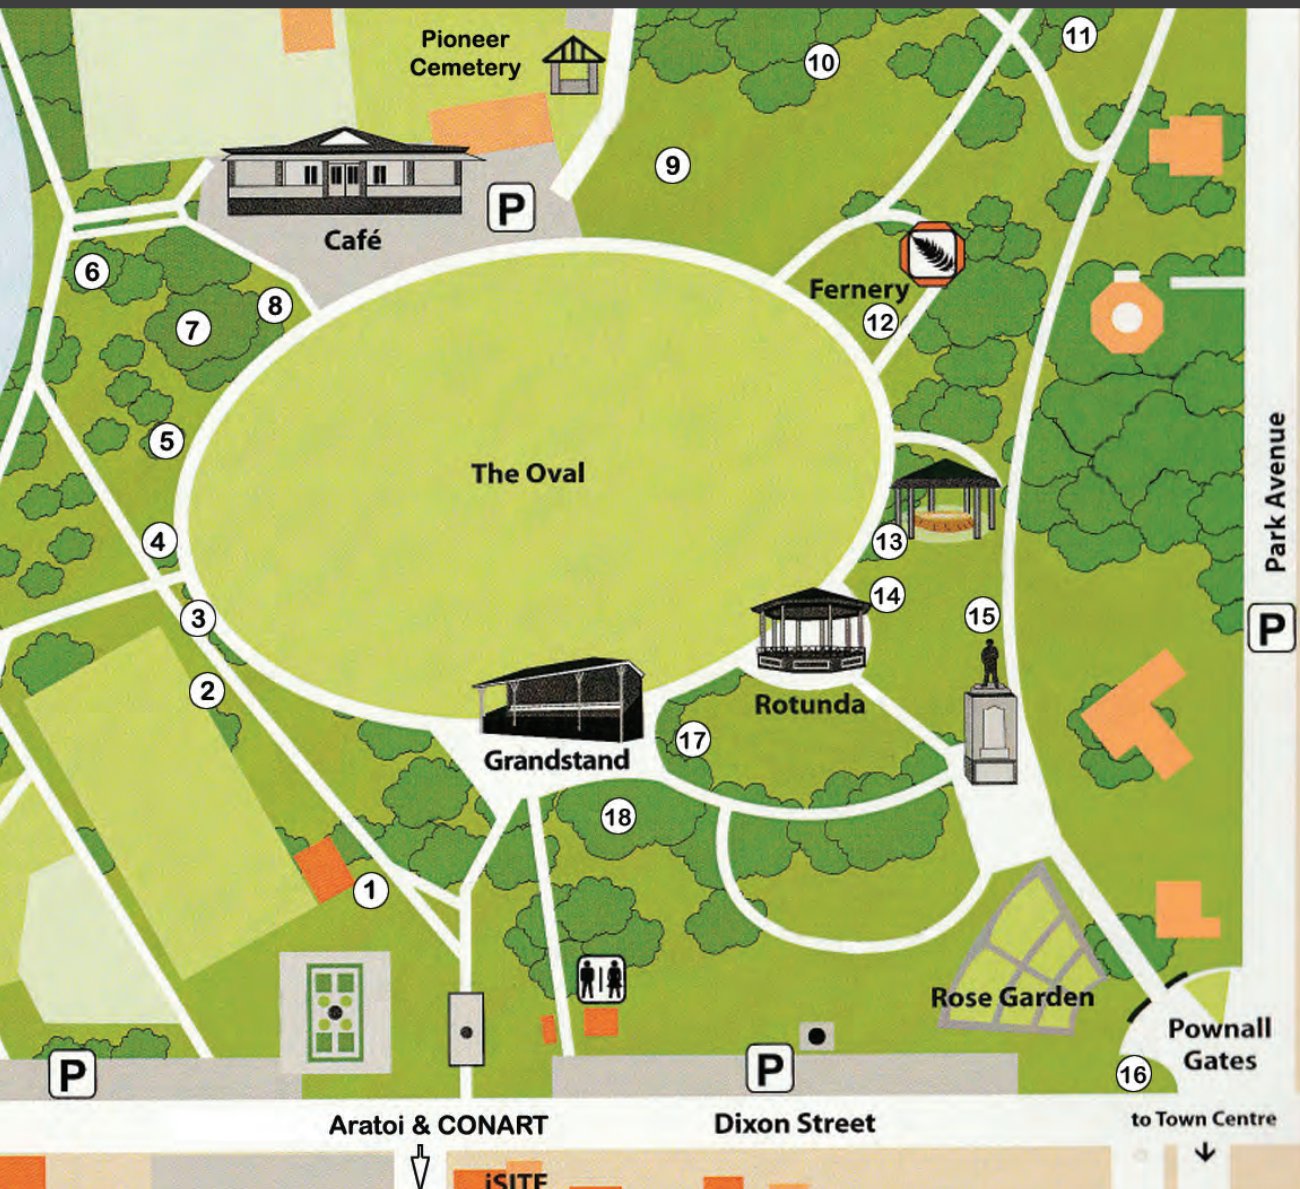 Pioneer
Cemetery
11
10
9
P
Café
6
8
7
Fernery
12
5
The Oval
Park Avenue
4
13
14
3
15
P
2
Rotunda
17
Grandstand
18
1
Rose Garden
Pownall
Gates
P
P
16
Aratoi & CONART
Dixon Street
to Town Centre
iSITE